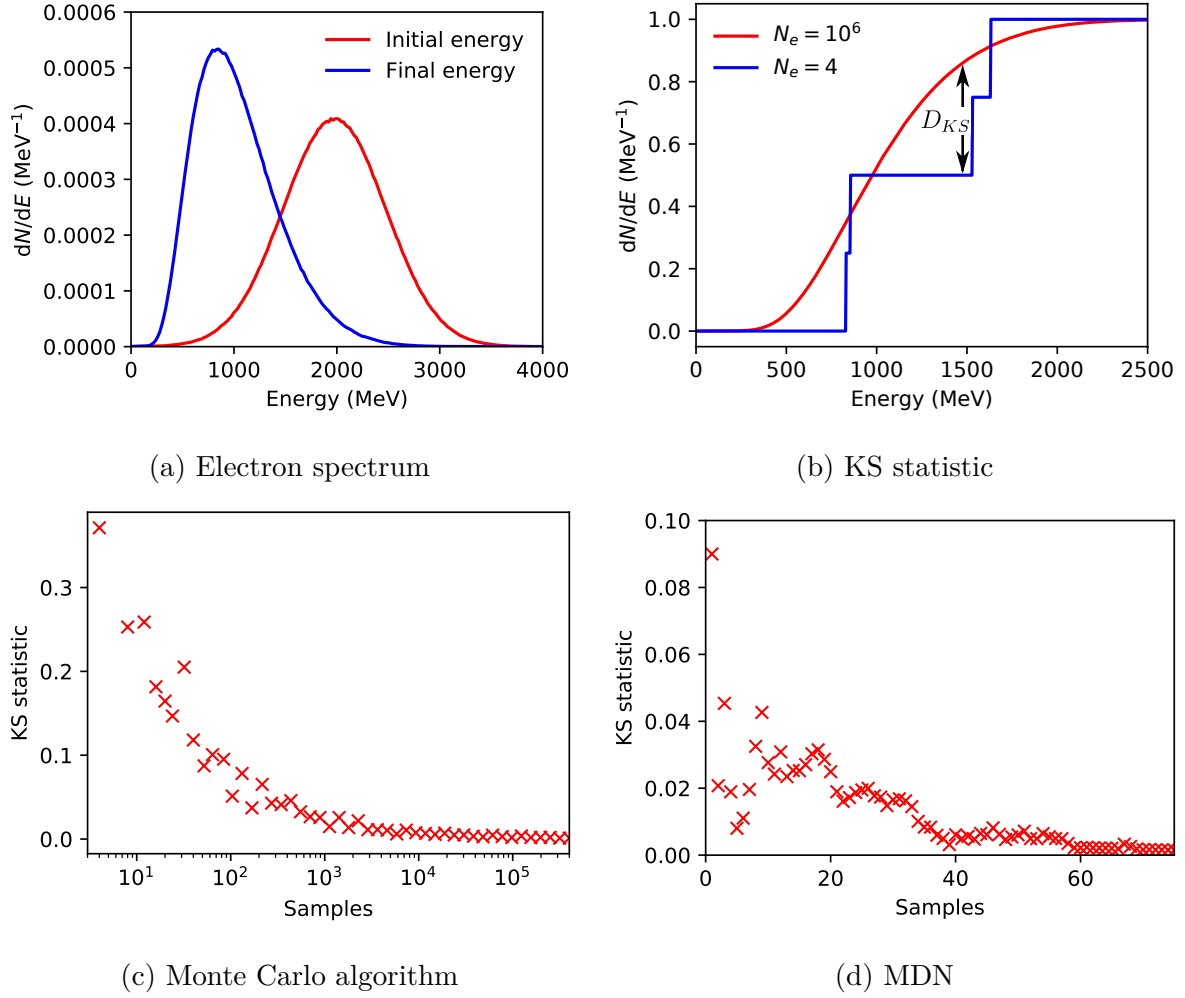 0.0006
0.0005
0.0004
0.0003
0.0002
0.0001
0.0000
dN/dE (MeV⁻¹)
Initial energy
Final energy
0 1000 2000 3000 4000
Energy (MeV)
(a) Electron spectrum
1.0
0.8
0.6
0.4
0.2
0.0
dN/dE (MeV⁻¹)
Nₑ = 10⁶
Nₑ = 4
D_{KS}
0 500 1000 1500 2000 2500
Energy (MeV)
(b) KS statistic
0.3
0.2
0.1
0.0
KS statistic
10¹ 10² 10³ 10⁴ 10⁵
Samples
(c) Monte Carlo algorithm
0.10
0.08
0.06
0.04
0.02
0.00
KS statistic
0 20 40 60
Samples
(d) MDN